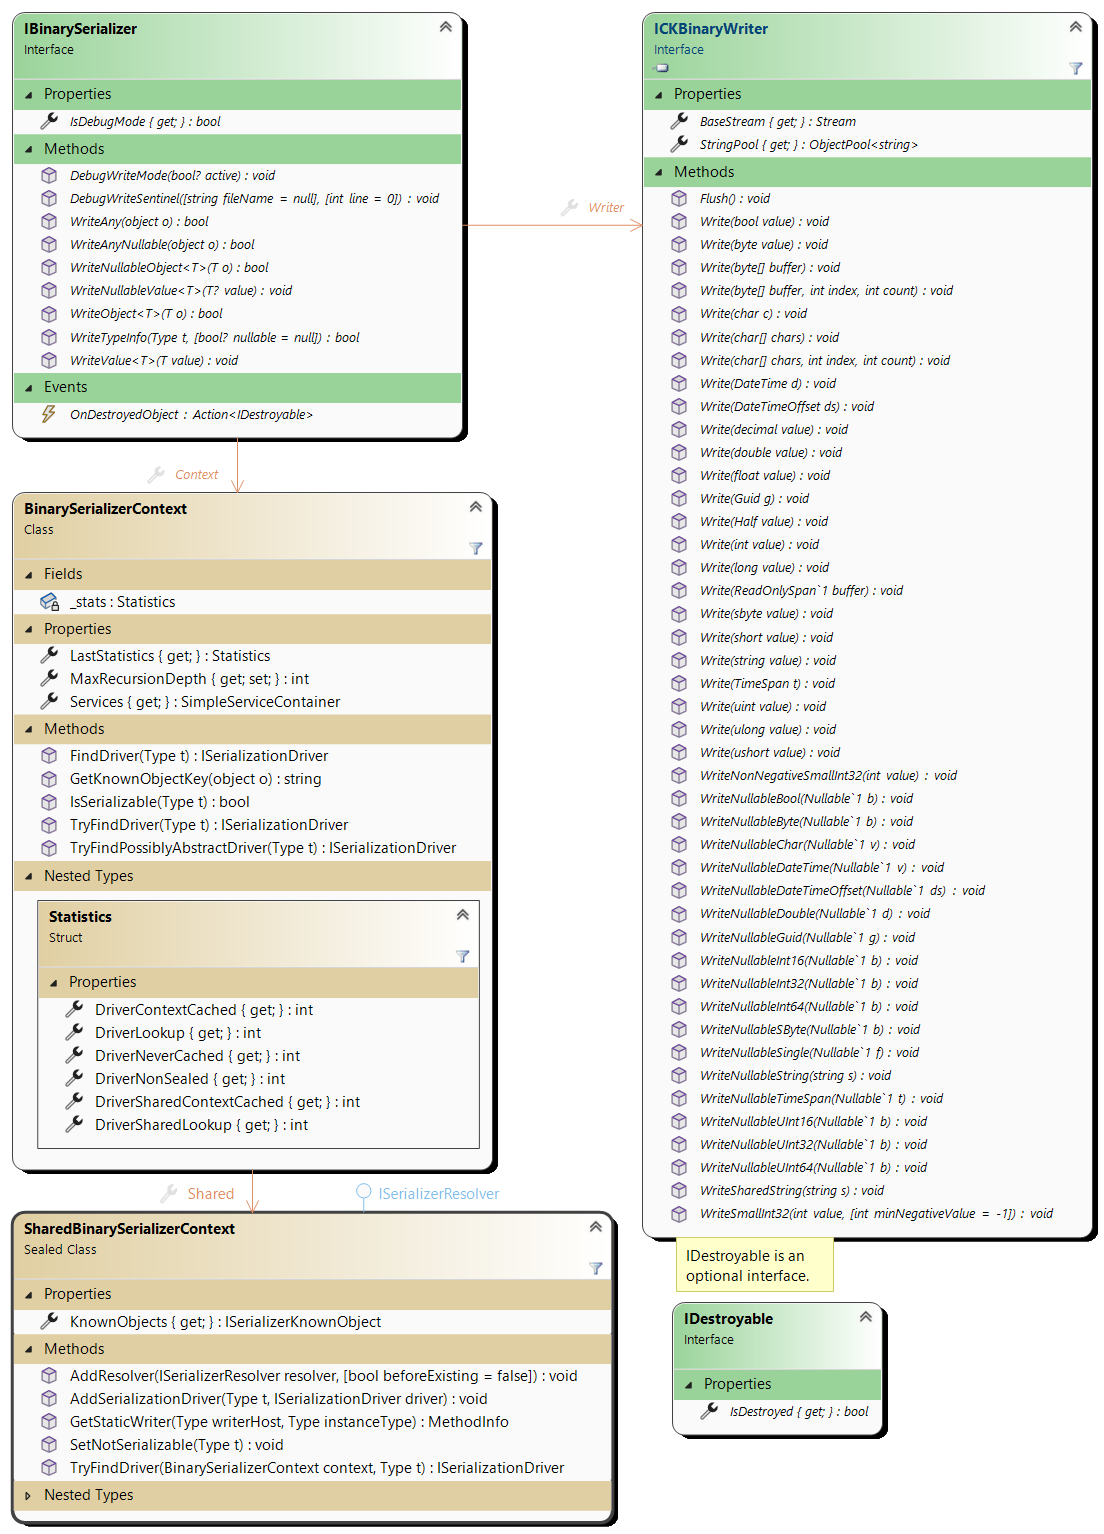 IBinarySerializer
Interface
Properties
IsDebugMode { get; } : bool
Methods
DebugWriteMode(bool? active) : void
DebugWriteSentinel([string fileName = null], [int line = 0]) : void
WriteAny(object o) : bool
WriteAnyNullable(object o) : bool
WriteNullableObject<T>(T o) : bool
WriteNullableValue<T>(T? value) : void
WriteObject<T>(T o) : bool
WriteTypeInfo(Type t, [bool? nullable = null]) : bool
WriteValue<T>(T value) : void
Events
OnDestroyedObject : Action<IDestroyable>
Writer
Context
BinarySerializerContext
Class
Fields
_stats : Statistics
Properties
LastStatistics { get; } : Statistics
MaxRecursionDepth { get; set; } : int
Services { get; } : SimpleServiceContainer
Methods
FindDriver(Type t) : ISerializationDriver
GetKnownObjectKey(object o) : string
IsSerializable(Type t) : bool
TryFindDriver(Type t) : ISerializationDriver
TryFindPossiblyAbstractDriver(Type t) : ISerializationDriver
Nested Types
Statistics
Struct
Properties
DriverContextCached { get; } : int
DriverLookup { get; } : int
DriverNeverCached { get; } : int
DriverNonSealed { get; } : int
DriverSharedContextCached { get; } : int
DriverSharedLookup { get; } : int
Shared
ISerializerResolver
SharedBinarySerializerContext
Sealed Class
Properties
KnownObjects { get; } : ISerializerKnownObject
Methods
AddResolver(ISerializerResolver resolver, [bool beforeExisting = false]) : void
AddSerializationDriver(Type t, ISerializationDriver driver) : void
GetStaticWriter(Type writerHost, Type instanceType) : MethodInfo
SetNotSerializable(Type t) : void
TryFindDriver(BinarySerializerContext context, Type t) : ISerializationDriver
Nested Types
ICKBinaryWriter
Interface
Properties
BaseStream { get; } : Stream
StringPool { get; } : ObjectPool<string>
Methods
Flush() : void
Write(bool value) : void
Write(byte value) : void
Write(byte[] buffer) : void
Write(byte[] buffer, int index, int count) : void
Write(char c) : void
Write(char[] chars) : void
Write(char[] chars, int index, int count) : void
Write(DateTime d) : void
Write(DateTimeOffset ds) : void
Write(decimal value) : void
Write(double value) : void
Write(float value) : void
Write(Guid g) : void
Write(Half value) : void
Write(int value) : void
Write(long value) : void
Write(ReadOnlySpan`1 buffer) : void
Write(sbyte value) : void
Write(short value) : void
Write(string value) : void
Write(TimeSpan t) : void
Write(uint value) : void
Write(ulong value) : void
Write(ushort value) : void
WriteNonNegativeSmallInt32(int value) : void
WriteNullableBool(Nullable`1 b) : void
WriteNullableByte(Nullable`1 b) : void
WriteNullableChar(Nullable`1 v) : void
WriteNullableDateTime(Nullable`1 v) : void
WriteNullableDateTimeOffset(Nullable`1 ds) : void
WriteNullableDouble(Nullable`1 d) : void
WriteNullableGuid(Nullable`1 g) : void
WriteNullableInt16(Nullable`1 b) : void
WriteNullableInt32(Nullable`1 b) : void
WriteNullableInt64(Nullable`1 b) : void
WriteNullableSByte(Nullable`1 b) : void
WriteNullableSingle(Nullable`1 f) : void
WriteNullableString(string s) : void
WriteNullableTimeSpan(Nullable`1 t) : void
WriteNullableUInt16(Nullable`1 b) : void
WriteNullableUInt32(Nullable`1 b) : void
WriteNullableUInt64(Nullable`1 b) : void
WriteSharedString(string s) : void
WriteSmallInt32(int value, [int minNegativeValue = -1]) : void
IDestroyable is an
optional interface.
IDestroyable
Interface
Properties
IsDestroyed { get; } : bool